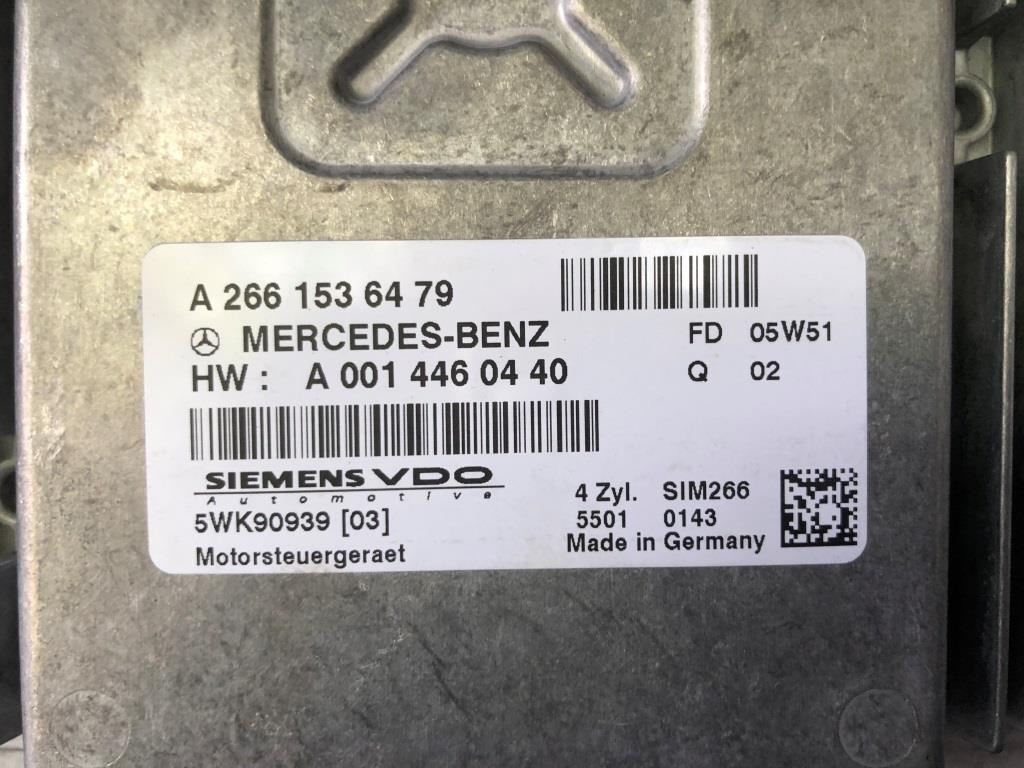 A 266 153 64 79
MERCEDES-BENZ
FD 05W51
HW : A 001 446 04 40
Q 02
SIEMENS VDO
Automotive
4 Zyl. SIM266
5WK90939 [03]
5501 0143
Motorsteuergeraet
Made in Germany